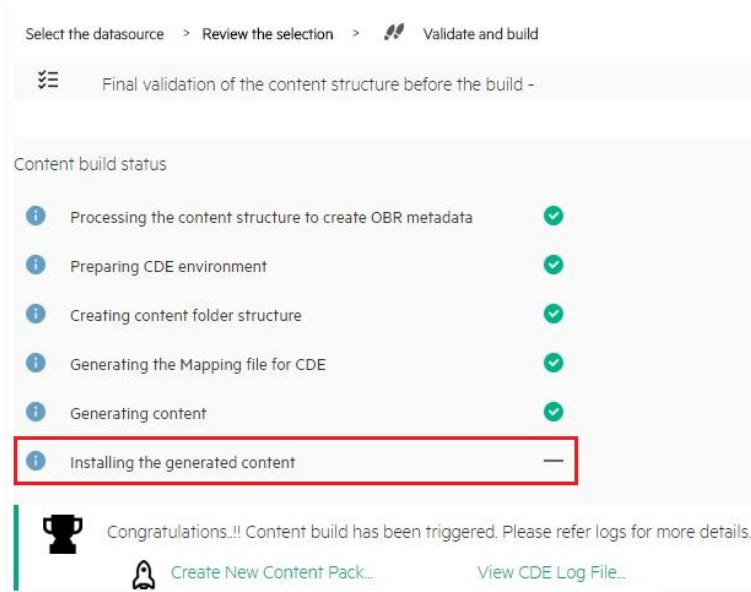 Select the datasource > Review the selection > Validate and build
Final validation of the content structure before the build -
Content build status
Processing the content structure to create OBR metadata
Preparing CDE environment
Creating content folder structure
Generating the Mapping file for CDE
Generating content
Installing the generated content —
Congratulations..!! Content build has been triggered. Please refer logs for more details.
Create New Content Pack... View CDE Log File...